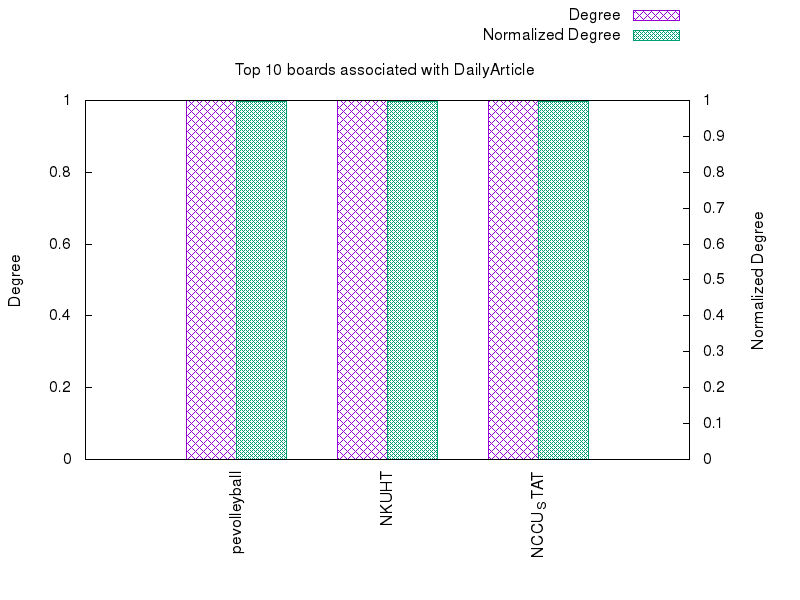 Degree
Normalized Degree
Top 10 boards associated with DailyArticle
1
0.8
0.6
0.4
0.2
0
Degree
1
0.9
0.8
0.7
0.6
0.5
0.4
0.3
0.2
0.1
0
Normalized Degree
pevolleyball
NKUHT
NCCUSTAT